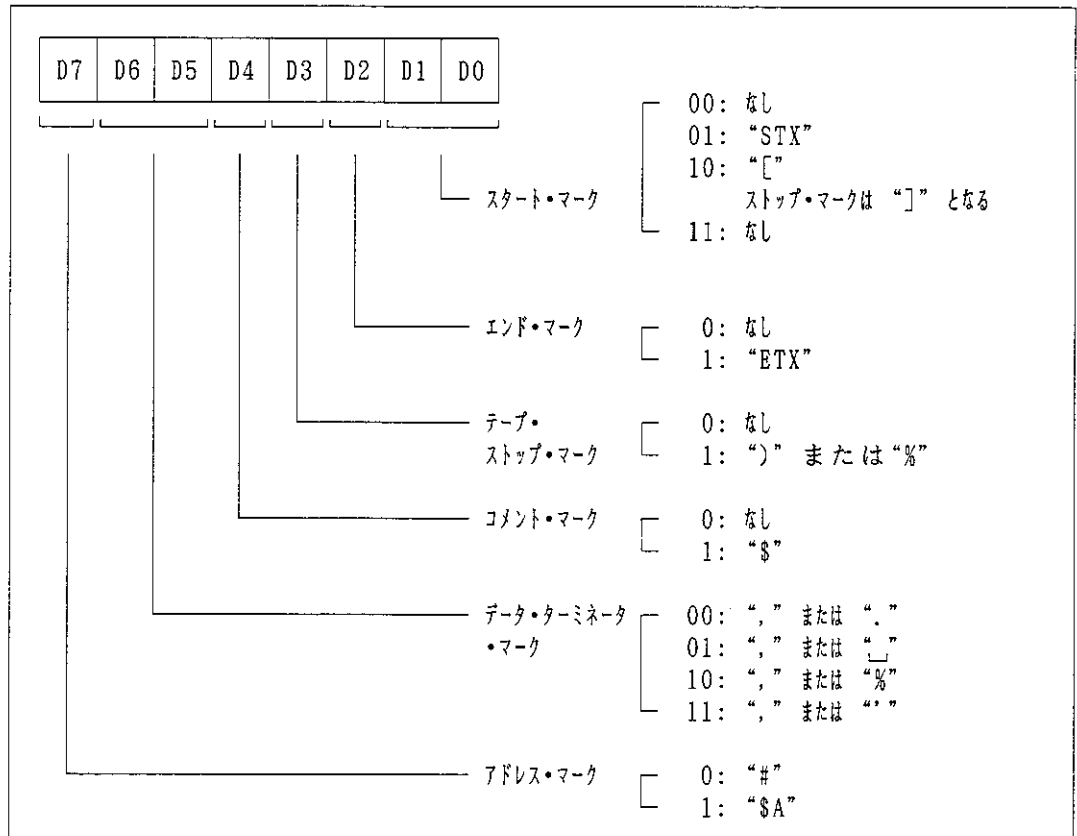 D7 D6 D5 D4 D3 D2 D1 D0
スタート・マーク
00: なし
01: “STX”
10: “[”
ストップ・マークは “]” となる
11: なし
エンド・マーク
0: なし
1: “ETX”
テープ・
ストップ・マーク
0: なし
1: “)” または“%”
コメント・マーク
0: なし
1: “$”
データ・ターミネータ
・マーク
00: “,” または “.”
01: “,” または “␣”
10: “,” または “%”
11: “,” または “’”
アドレス・マーク
0: “#”
1: “$A”